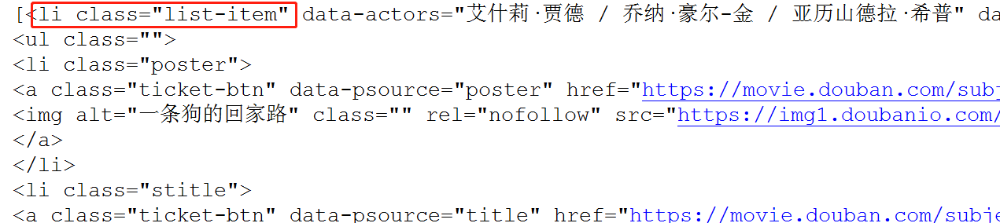 [<li class="list-item" data-actors="艾什莉·贾德 / 乔纳·豪尔-金 / 亚历山德拉·希普" da
<ul class="">
<li class="poster">
<a class="ticket-btn" data-psource="poster" href="https://movie.douban.com/subj
<img alt="一条狗的回家路" class="" rel="nofollow" src="https://img1.doubanio.com/
</a>
</li>
<li class="stitle">
<a class="ticket-btn" data-psource="title" href="https://movie.douban.com/subje